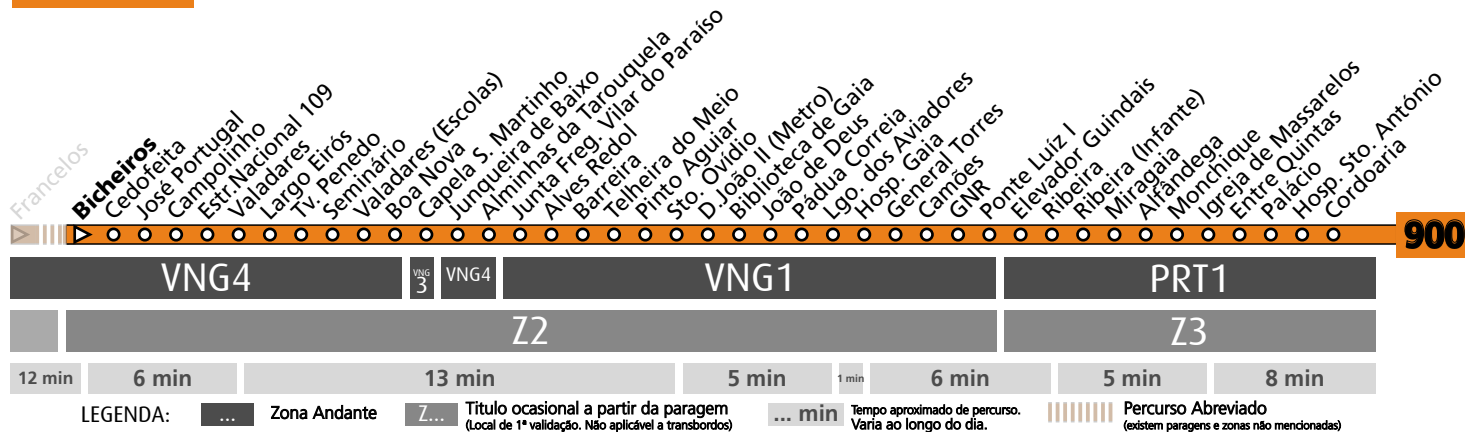 Francelos
Bicheiros
Cedofeita
José Portugal
Campolinho
Estr.Nacional 109
Valadares
Largo Eirós
Tv. Penedo
Seminário
Valadares (Escolas)
Boa Nova
Capela S. Martinho
Junqueira de Baixo
Alminhas da Tarouquela
Junta Freg. Vilar do Paraíso
Alves Redol
Barreira
Telheira do Meio
Pinto Aguiar
Sto. Ovídio
D.João II (Metro)
Biblioteca de Gaia
João de Deus
Pádua Correia
Lgo. dos Aviadores
Hosp. Gaia
General Torres
Camões
GNR
Ponte Luíz I
Elevador Guindais
Ribeira
Ribeira (Infante)
Miragaia
Alfândega
Monchique
Igreja de Massarelos
Entre Quintas
Palácio
Hosp. Sto. António
Cordoaria
900
VNG4 VNG 3 VNG4 VNG1 PRT1
Z2 Z3
12 min 6 min 13 min 5 min 1 min 6 min 5 min 8 min
LEGENDA:
... Zona Andante
Z... Titulo ocasional a partir da paragem
(Local de 1ª validação. Não aplicável a transbordos)
... min Tempo aproximado de percurso.
Varia ao longo do dia.
Percurso Abreviado
(existem paragens e zonas não mencionadas)